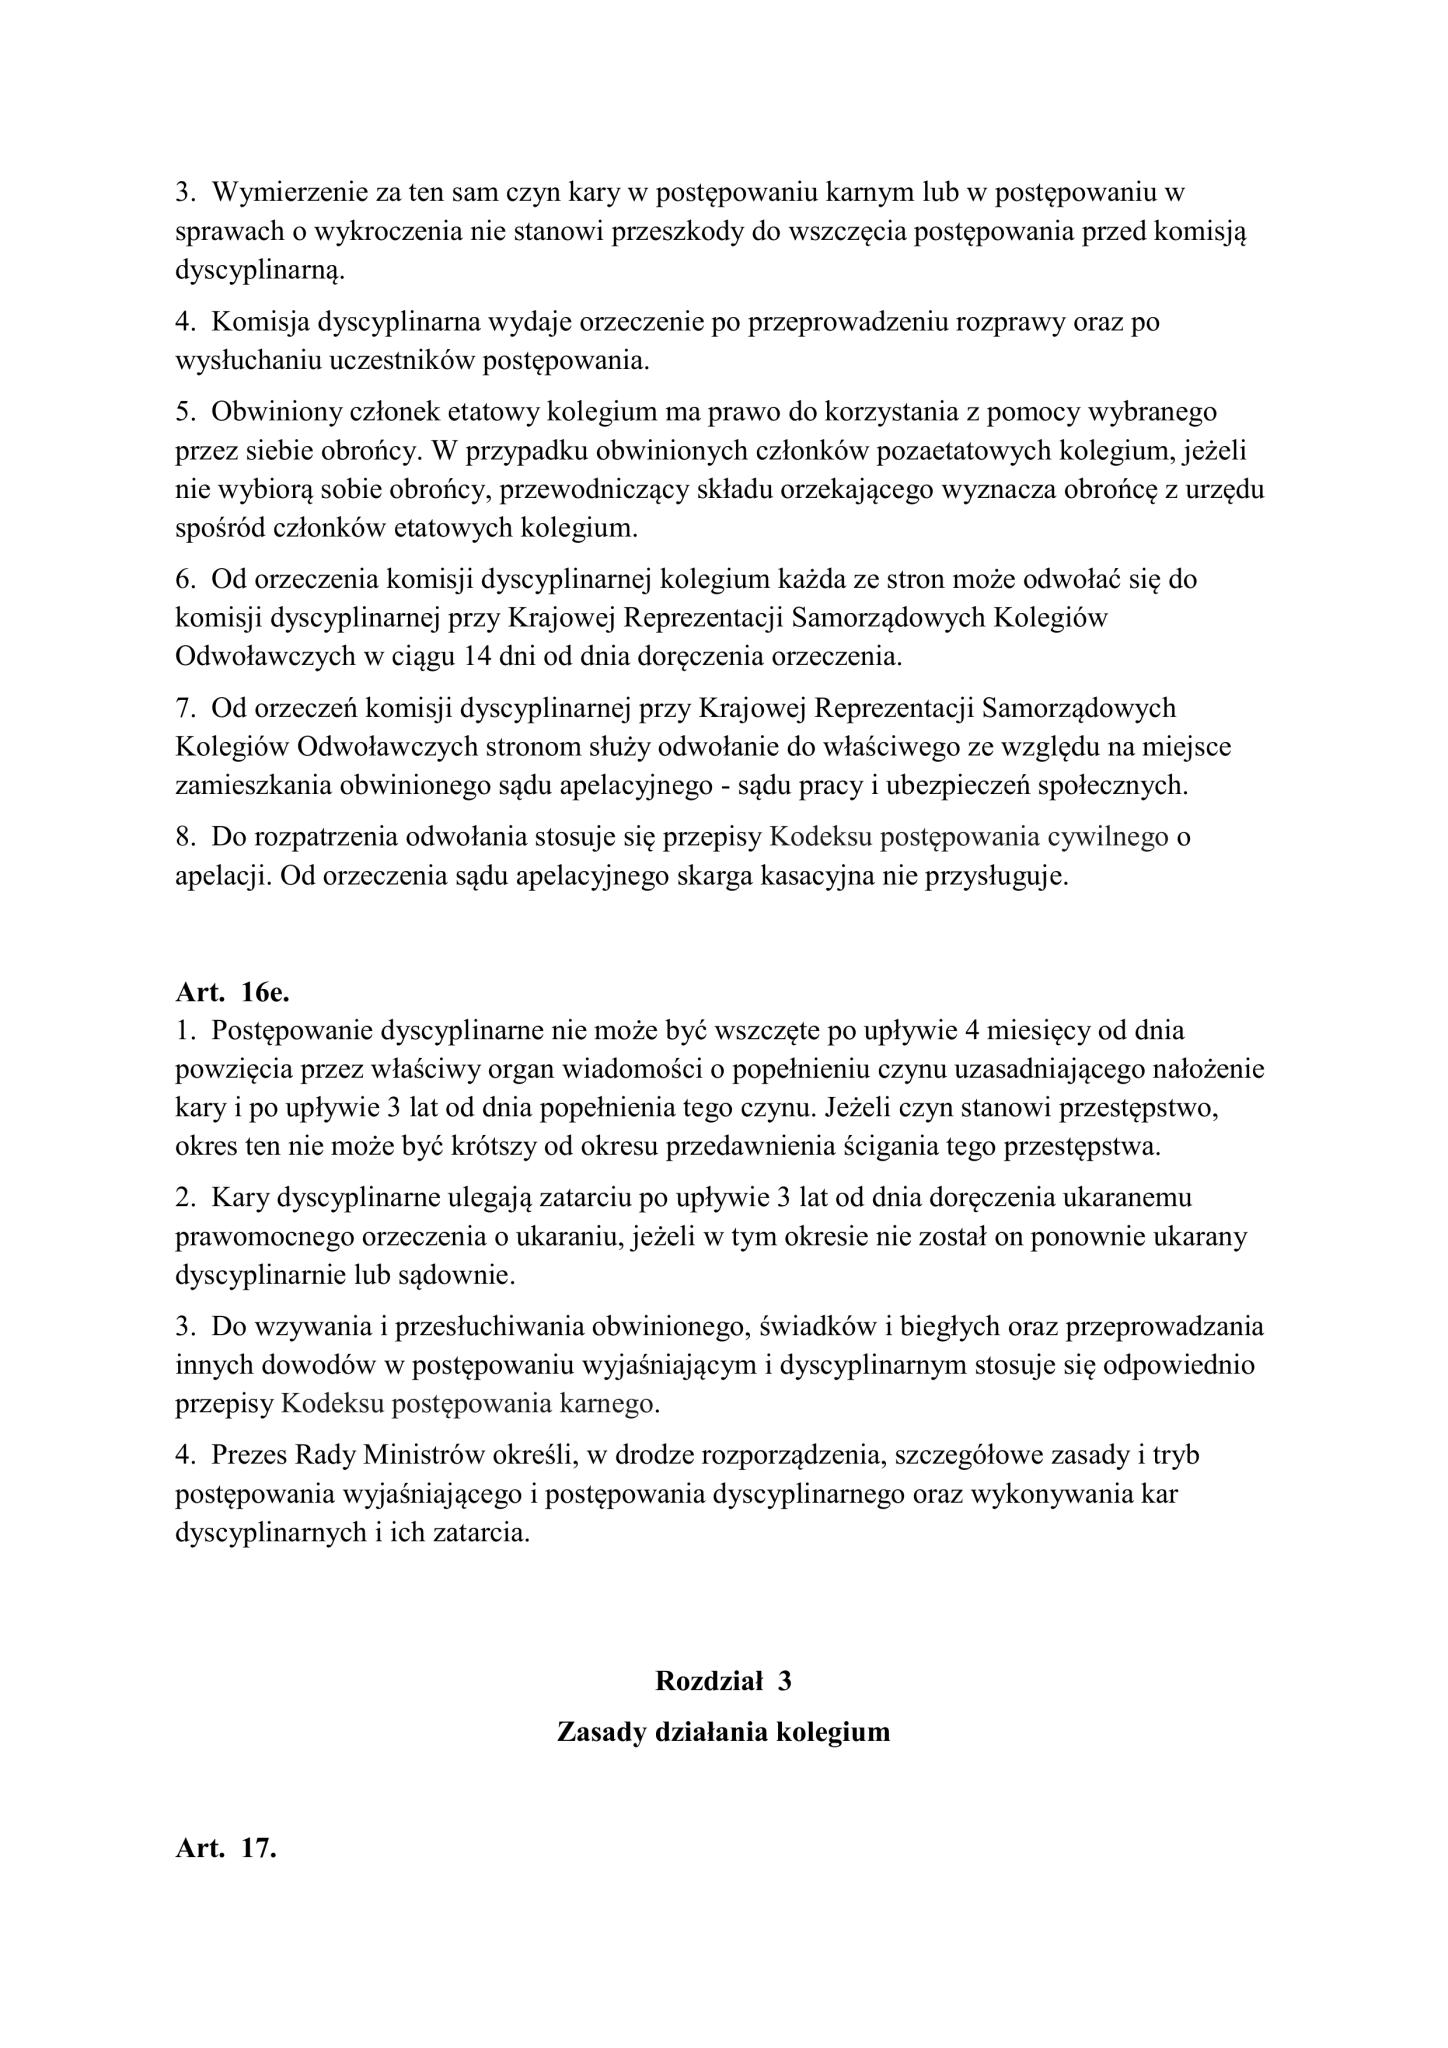 3. Wymierzenie za ten sam czyn kary w postępowaniu karnym lub w postępowaniu w
sprawach o wykroczenia nie stanowi przeszkody do wszczęcia postępowania przed komisją
dyscyplinarną.
4. Komisja dyscyplinarna wydaje orzeczenie po przeprowadzeniu rozprawy oraz po
wysłuchaniu uczestników postępowania.
5. Obwiniony członek etatowy kolegium ma prawo do korzystania z pomocy wybranego
przez siebie obrońcy. W przypadku obwinionych członków pozaetatowych kolegium, jeżeli
nie wybiorą sobie obrońcy, przewodniczący składu orzekającego wyznacza obrońcę z urzędu
spośród członków etatowych kolegium.
6. Od orzeczenia komisji dyscyplinarnej kolegium każda ze stron może odwołać się do
komisji dyscyplinarnej przy Krajowej Reprezentacji Samorządowych Kolegiów
Odwoławczych w ciągu 14 dni od dnia doręczenia orzeczenia.
7. Od orzeczeń komisji dyscyplinarnej przy Krajowej Reprezentacji Samorządowych
Kolegiów Odwoławczych stronom służy odwołanie do właściwego ze względu na miejsce
zamieszkania obwinionego sądu apelacyjnego - sądu pracy i ubezpieczeń społecznych.
8. Do rozpatrzenia odwołania stosuje się przepisy Kodeksu postępowania cywilnego o
apelacji. Od orzeczenia sądu apelacyjnego skarga kasacyjna nie przysługuje.
Art. 16e.
1. Postępowanie dyscyplinarne nie może być wszczęte po upływie 4 miesięcy od dnia
powzięcia przez właściwy organ wiadomości o popełnieniu czynu uzasadniającego nałożenie
kary i po upływie 3 lat od dnia popełnienia tego czynu. Jeżeli czyn stanowi przestępstwo,
okres ten nie może być krótszy od okresu przedawnienia ścigania tego przestępstwa.
2. Kary dyscyplinarne ulegają zatarciu po upływie 3 lat od dnia doręczenia ukaranemu
prawomocnego orzeczenia o ukaraniu, jeżeli w tym okresie nie został on ponownie ukarany
dyscyplinarnie lub sądownie.
3. Do wzywania i przesłuchiwania obwinionego, świadków i biegłych oraz przeprowadzania
innych dowodów w postępowaniu wyjaśniającym i dyscyplinarnym stosuje się odpowiednio
przepisy Kodeksu postępowania karnego.
4. Prezes Rady Ministrów określi, w drodze rozporządzenia, szczegółowe zasady i tryb
postępowania wyjaśniającego i postępowania dyscyplinarnego oraz wykonywania kar
dyscyplinarnych i ich zatarcia.
Rozdział 3
Zasady działania kolegium
Art. 17.